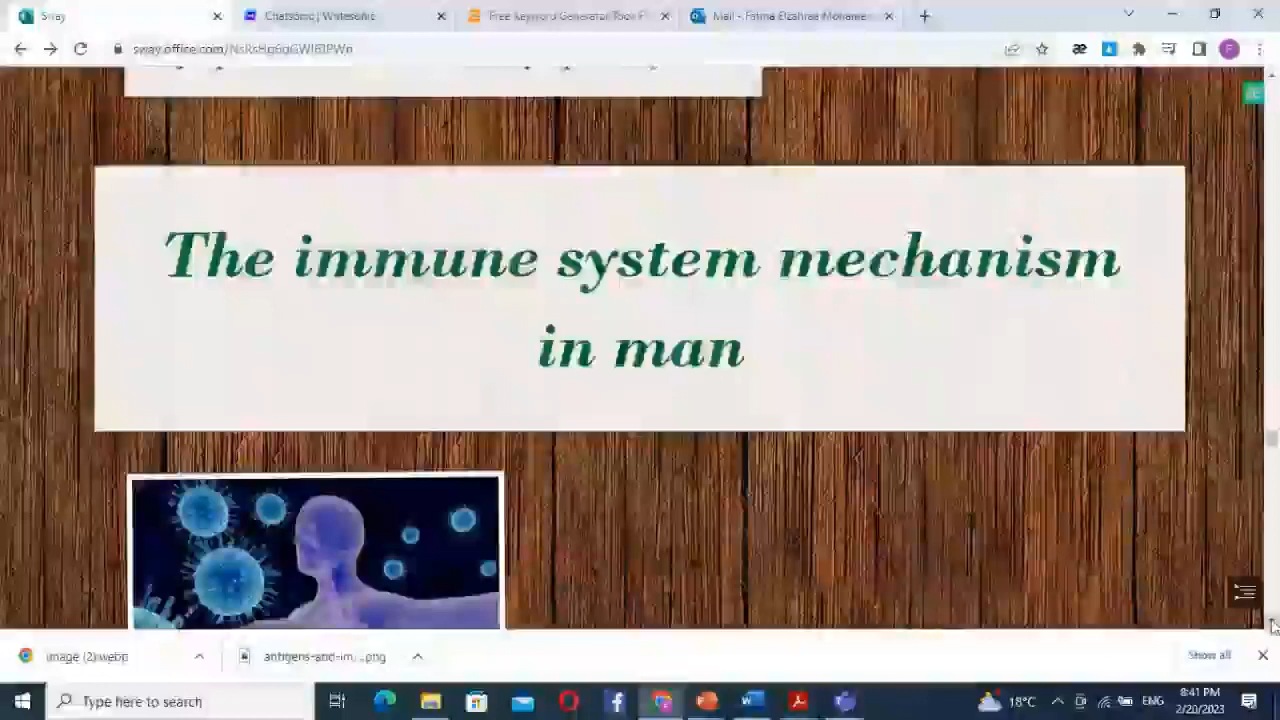 Sway
Chatsonic | Writesonic
Free Keyword Generator Tool: F
Mail - Fatma Elzahraa Mohame
sway.office.com/
The immune system mechanism
in man
image (2).webp
antigens-and-im....png
Show all
Type here to search
18°C
ENG
8:41 PM
2/20/2023